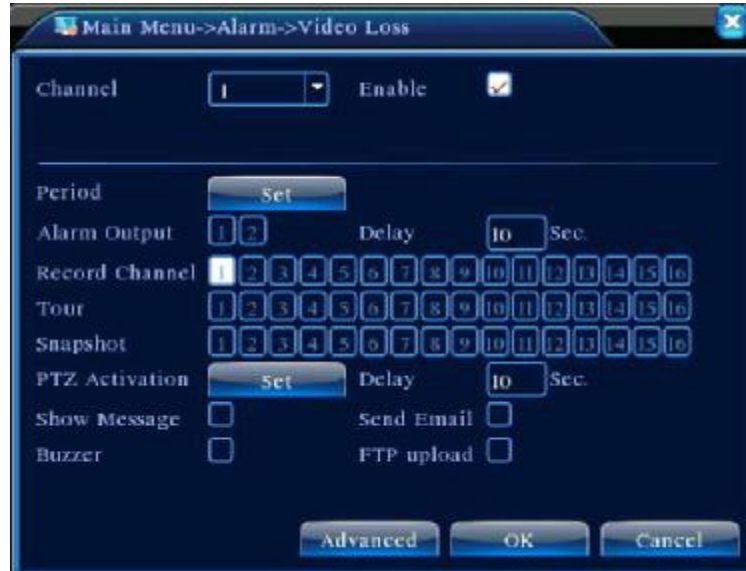 Main Menu->Alarm->Video Loss
Channel 1 Enable
Period Set
Alarm Output 1 2 Delay 10 Sec.
Record Channel 1 2 3 4 5 6 7 8 9 10 11 12 13 14 15 16
Tour 1 2 3 4 5 6 7 8 9 10 11 12 13 14 15 16
Snapshot 1 2 3 4 5 6 7 8 9 10 11 12 13 14 15 16
PTZ Activation Set Delay 10 Sec.
Show Message Send Email
Buzzer FTP upload
Advanced OK Cancel